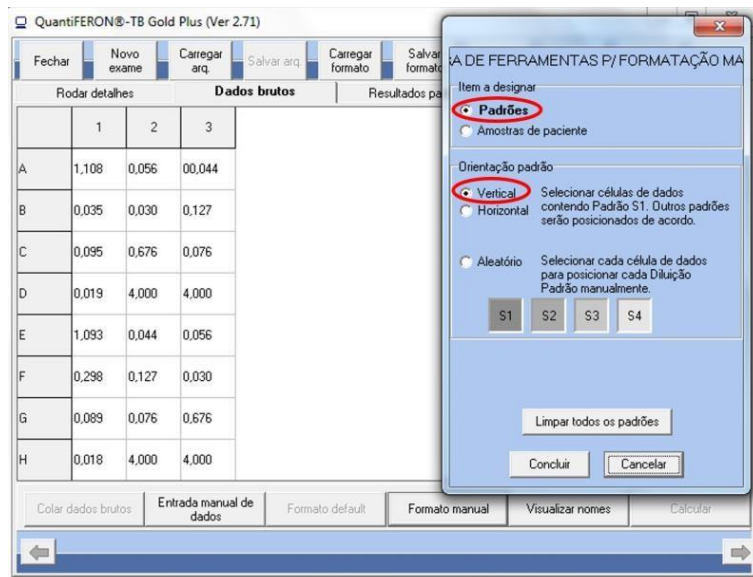 QuantiFERON®-TB Gold Plus (Ver 2.71)
Fechar
Novo exame
Carregar arq.
Salvar arq.
Carregar formato
Salvar
Rodar detalhes
Dados brutos
1 2 3
A 1,108 0,056 00,044
B 0,035 0,030 0,127
C 0,095 0,676 0,076
D 0,019 4,000 4,000
E 1,093 0,044 0,056
F 0,298 0,127 0,030
G 0,089 0,076 0,676
H 0,018 4,000 4,000
Colar dados brutos
Entrada manual de dados
Formato default
Formato manual
Visualizar nomes
Calcular
DE FERRAMENTAS P/ FORMATAÇÃO MA
Item a designar
Padrões
Amostras de paciente
Orientação padrão
Vertical
Horizontal
Selecionar células de dados
contendo Padrão S1. Outros padrões
serão posicionados de acordo.
Aleatório
Selecionar cada célula de dados
para posicionar cada Diluição
Padrão manualmente.
S1 S2 S3 S4
Limpar todos os padrões
Concluir
Cancelar